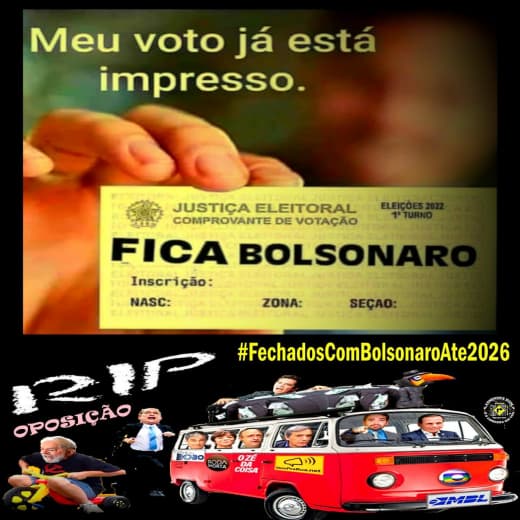 Meu voto já está
impresso.
JUSTIÇA ELEITORAL
COMPROVANTE DE VOTAÇÃO
ELEIÇÕES 2022
1º TURNO
FICA BOLSONARO
Inscrição:
NASC: ZONA: SEÇAO:
#FechadosComBolsonaroAte2026
RIP
OPOSIÇÃO
O ZÉ
DA
COISA
MBL